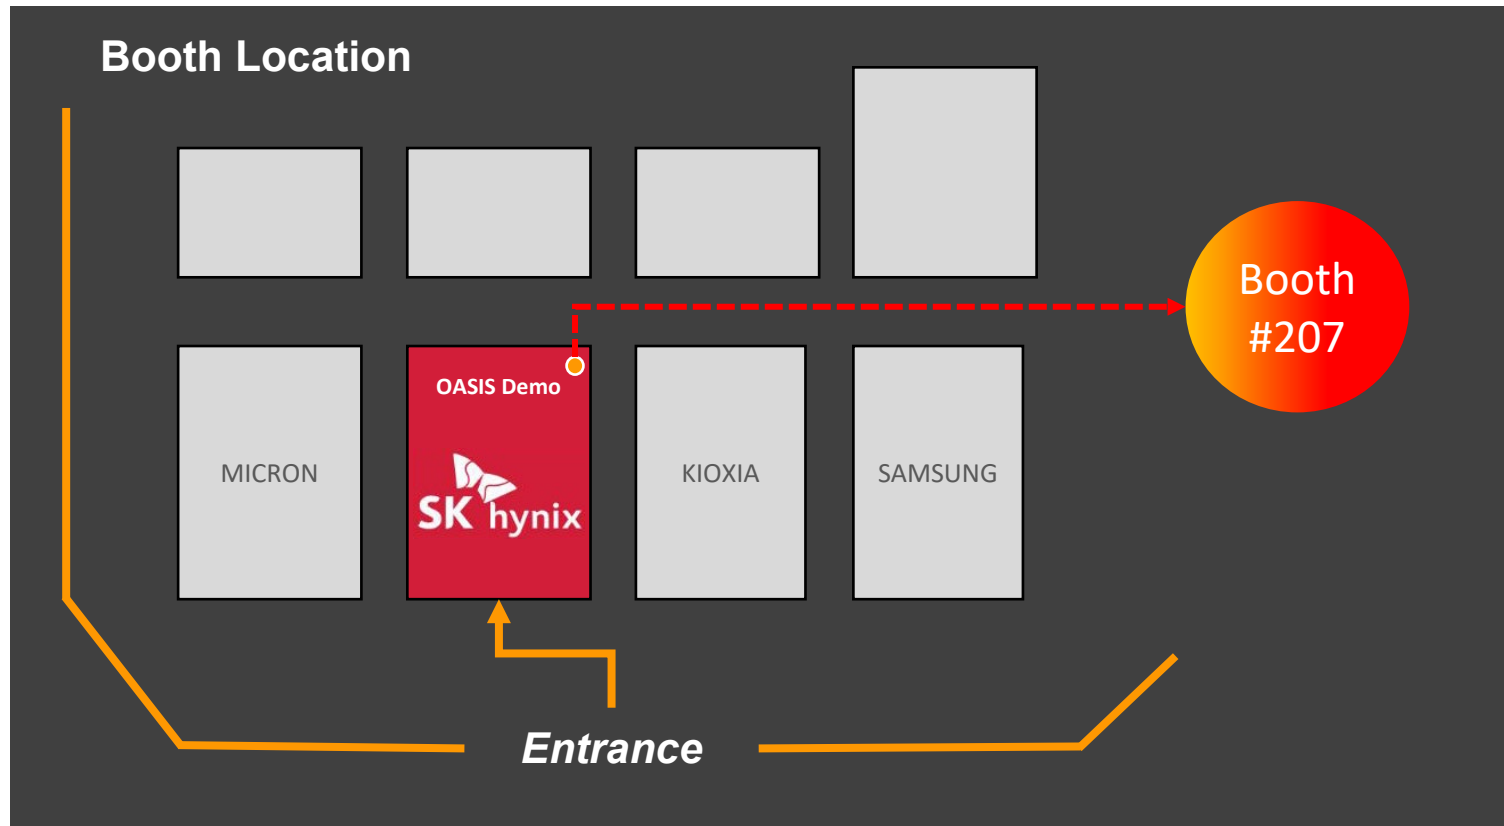 Booth Location
Booth
#207
OASIS Demo
MICRON
SK hynix
KIOXIA
SAMSUNG
Entrance